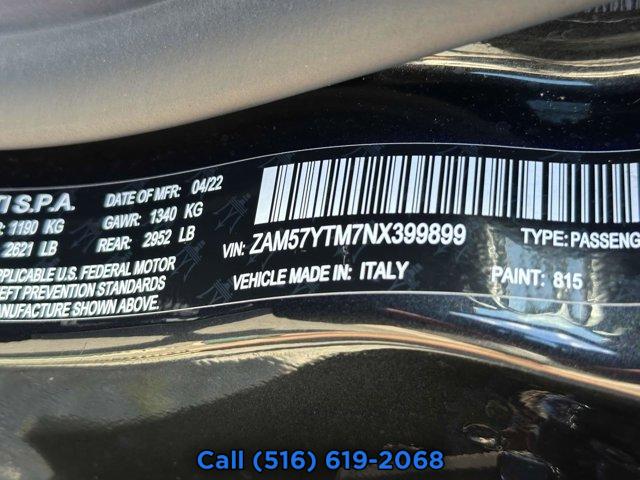 TI S.P.A. DATE OF MFR: 04/22
: 1190 KG GAWR: 1340 KG
2621 LB REAR: 2952 LB
PPLICABLE U.S. FEDERAL MOTOR
EFT PREVENTION STANDARDS
ANUFACTURE SHOWN ABOVE.
VIN: ZAM57YTM7NX399899
VEHICLE MADE IN: ITALY
TYPE: PASSENG
PAINT: 815
Call (516) 619-2068